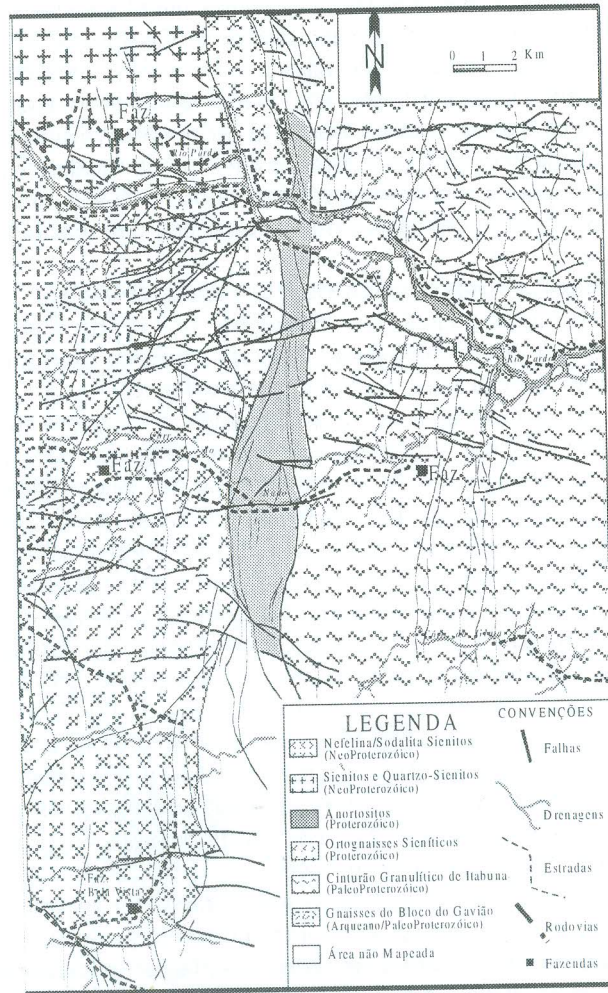 N
0 1 2 Km
Faz.
Rio Pardo
Rio Pardo
Faz.
Faz.
Faz.
Boa Vista
LEGENDA
Nefelina/Sodalita Sienitos
(NeoProterozóico)
Sienitos e Quartzo-Sienitos
(NeoProterozóico)
Anortositos
(Proterozóico)
Ortognaisses Sieníticos
(Proterozóico)
Cinturão Granulítico de Itabuna
(PaleoProterozóico)
Gnaisses do Bloco do Gavião
(Arqueano/PaleoProterozóico)
Área não Mapeada
CONVENÇÕES
Falhas
Drenagens
Estradas
Rodovias
Fazendas